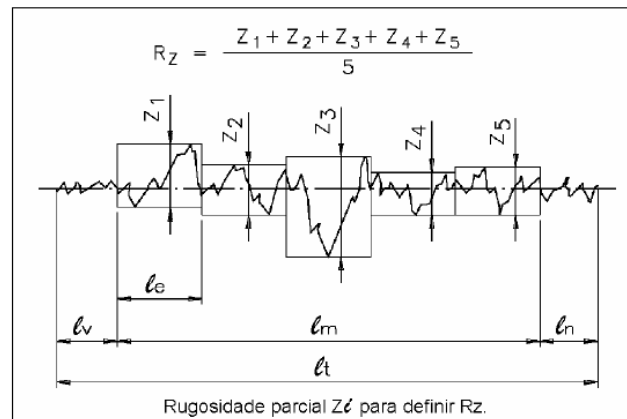 R_Z = Z_1 + Z_2 + Z_3 + Z_4 + Z_5 / 5
Z_1
Z_2
Z_3
Z_4
Z_5
ℓe
ℓv ℓm ℓn
ℓt
Rugosidade parcial Zi para definir Rz.